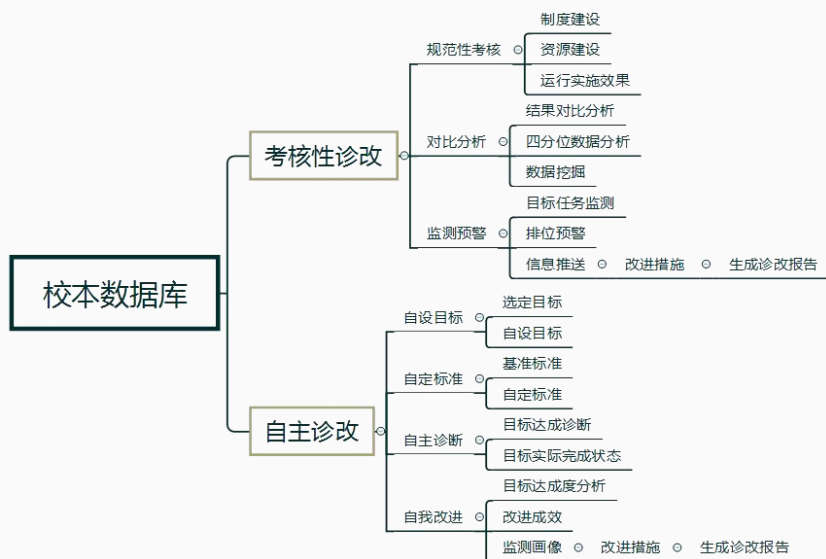 校本数据库
考核性诊改
规范性考核
制度建设
资源建设
运行实施效果
对比分析
结果对比分析
四分位数据分析
数据挖掘
监测预警
目标任务监测
排位预警
信息推送 改进措施 生成诊改报告
自主诊改
自设目标
选定目标
自设目标
自定标准
基准标准
自定标准
自主诊断
目标达成诊断
目标实际完成状态
自我改进
目标达成度分析
改进成效
监测画像 改进措施 生成诊改报告